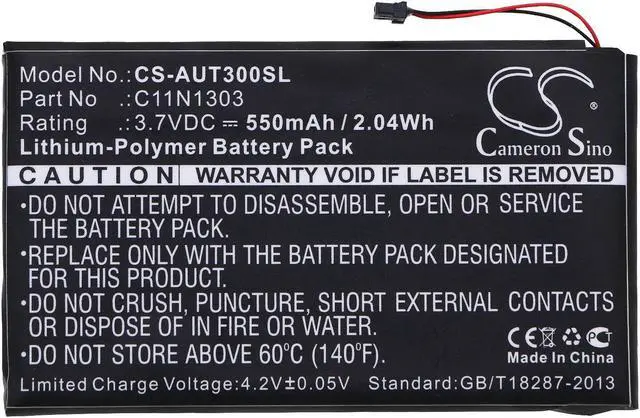 Model No.:CS-AUT300SL
Part No :C11N1303
Rating :3.7VDC ⎓ 550mAh / 2.04Wh
Lithium-Polymer Battery Pack
CS
Cameron Sino
CAUTION WARRANTY VOID IF LABEL IS REMOVED
•DO NOT ATTEMPT TO DISASSEMBLE, OPEN OR SERVICE
THE BATTERY PACK.
•REPLACE ONLY WITH THE BATTERY PACK DESIGNATED
FOR THIS PRODUCT.
•DO NOT CRUSH, PUNCTURE, SHORT EXTERNAL CONTACTS
OR DISPOSE OF IN FIRE OR WATER.
•DO NOT STORE ABOVE 60°C (140°F).
CE PCT
Made In China
Limited Charge Voltage:4.2V±0.05V Standard:GB/T18287-2013